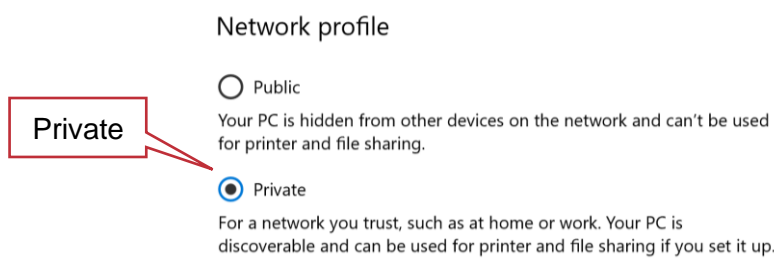 Network profile
Public
Your PC is hidden from other devices on the network and can't be used
for printer and file sharing.
Private
Private
For a network you trust, such as at home or work. Your PC is
discoverable and can be used for printer and file sharing if you set it up.